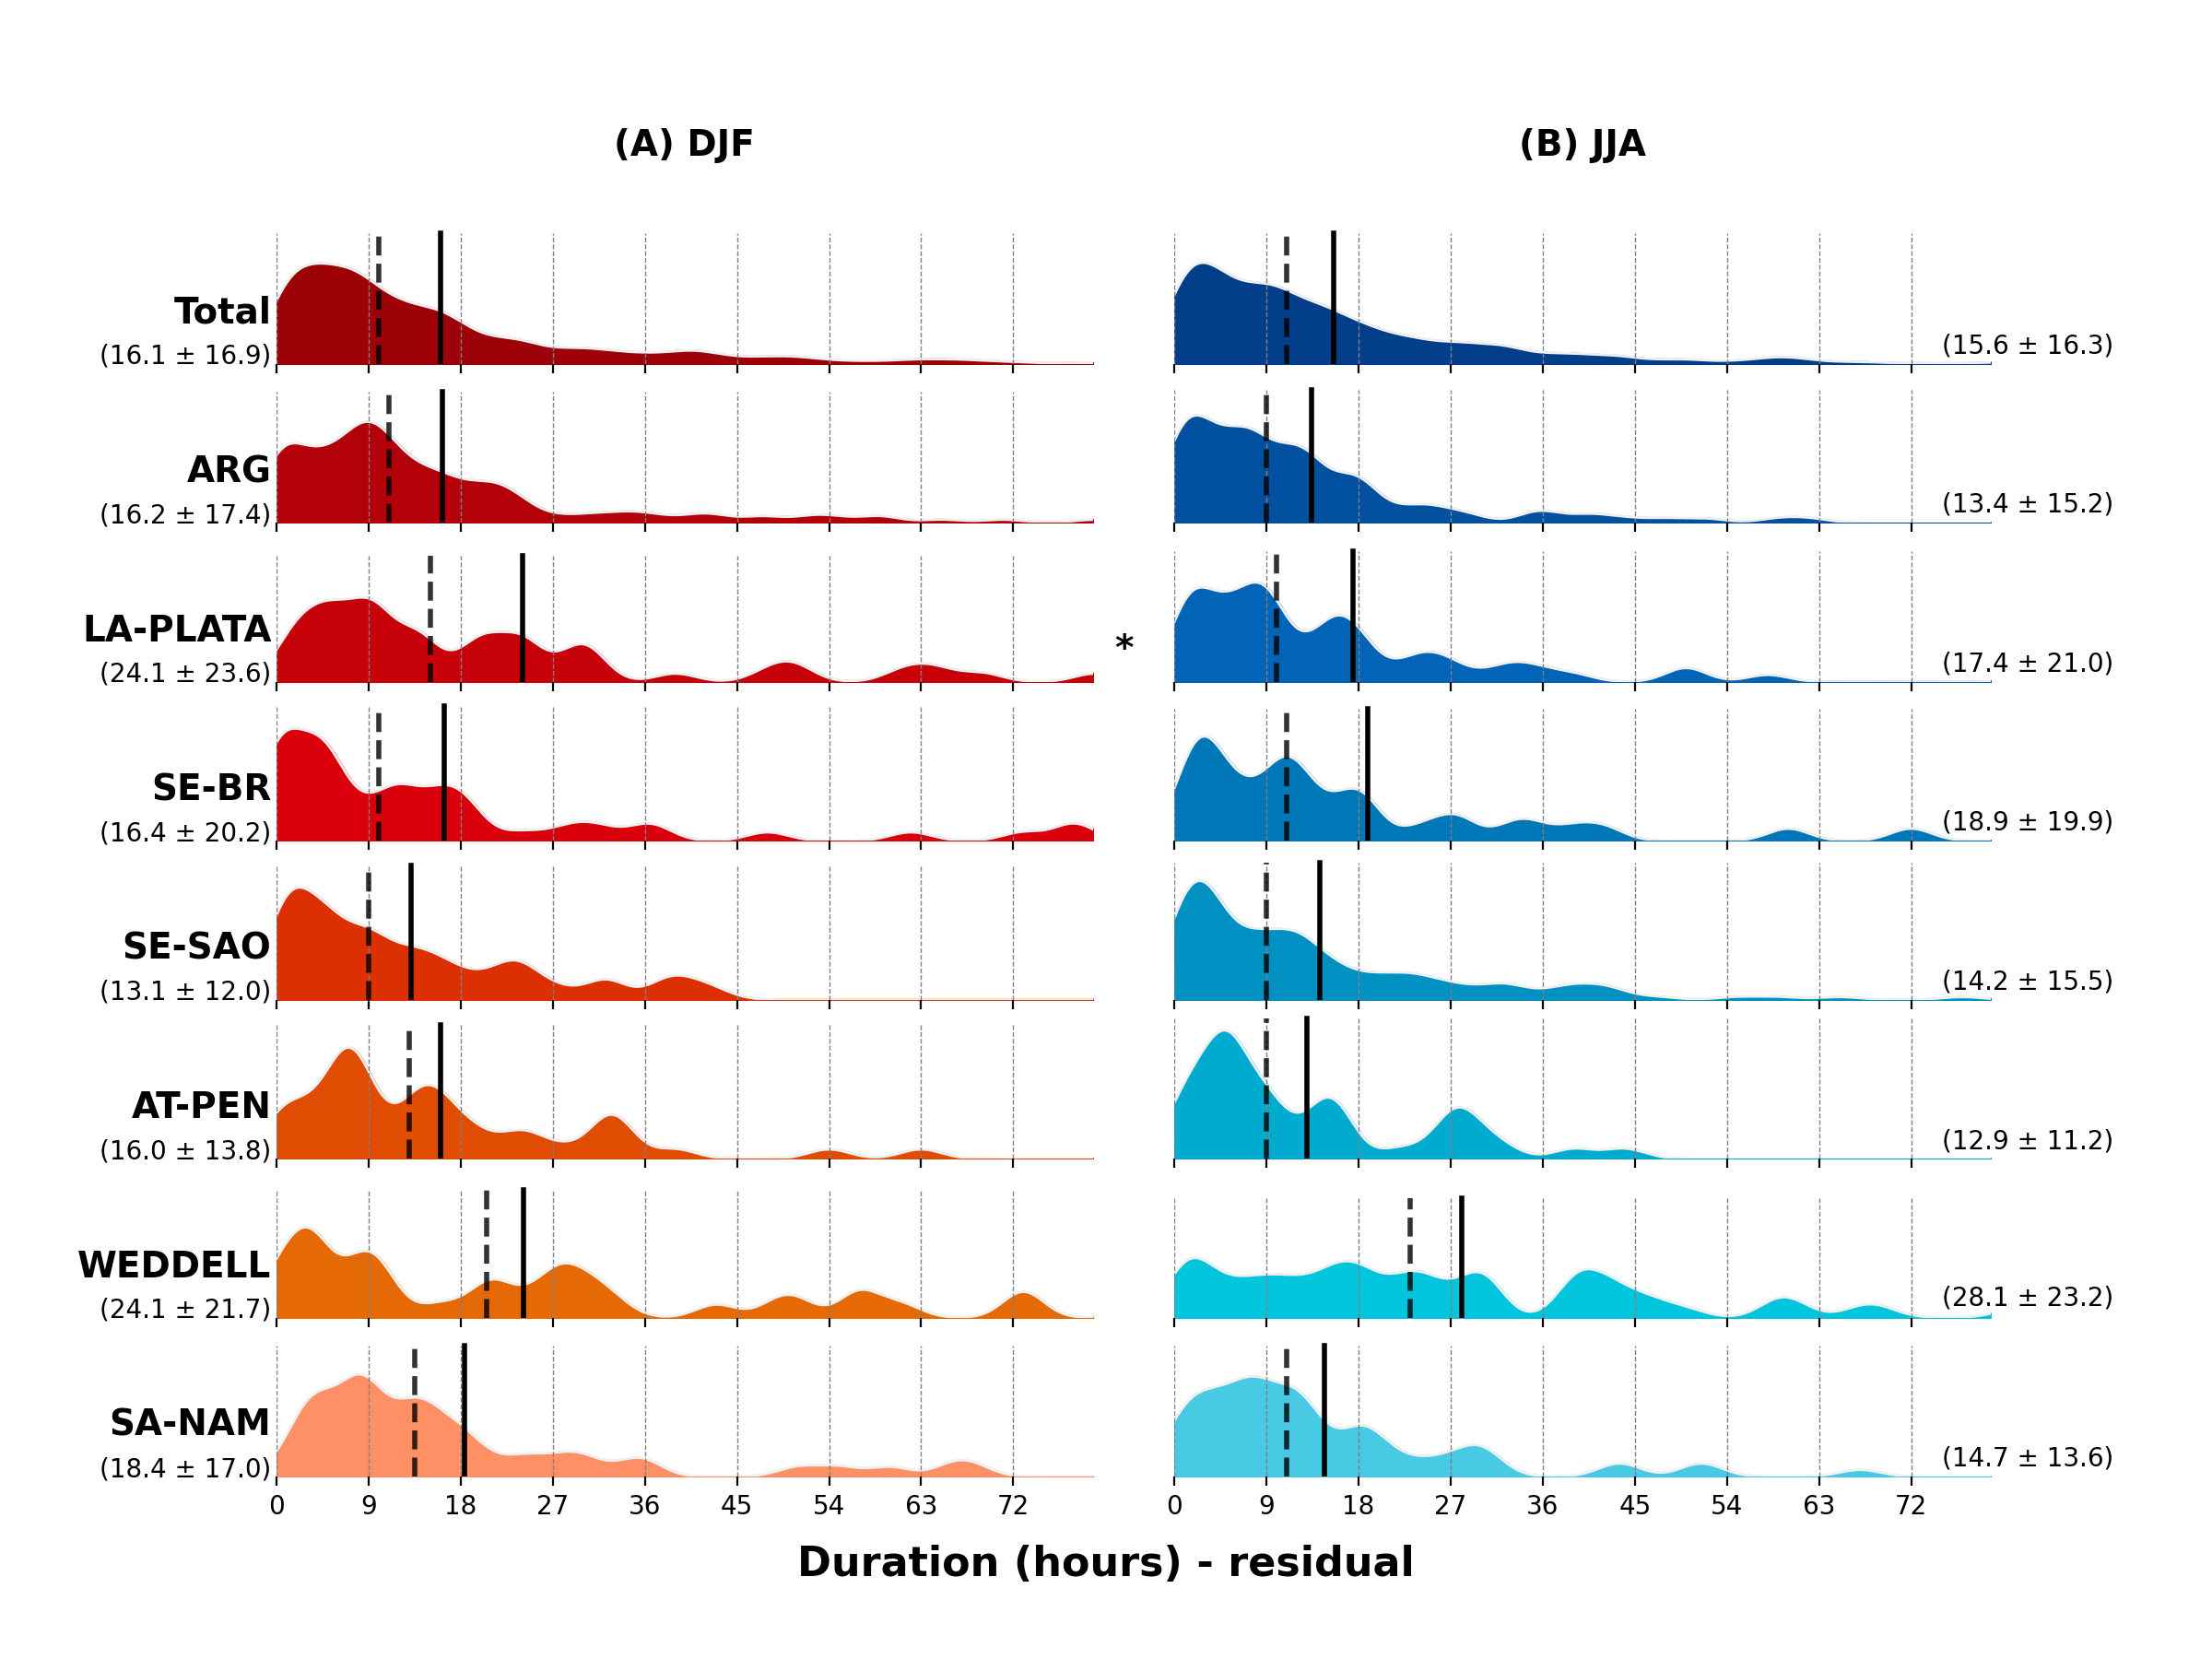 (A) DJF
(B) JJA
Total
(16.1 ± 16.9)
(15.6 ± 16.3)
ARG
(16.2 ± 17.4)
(13.4 ± 15.2)
LA-PLATA
(24.1 ± 23.6)
*
(17.4 ± 21.0)
SE-BR
(16.4 ± 20.2)
(18.9 ± 19.9)
SE-SAO
(13.1 ± 12.0)
(14.2 ± 15.5)
AT-PEN
(16.0 ± 13.8)
(12.9 ± 11.2)
WEDDELL
(24.1 ± 21.7)
(28.1 ± 23.2)
SA-NAM
(18.4 ± 17.0)
(14.7 ± 13.6)
0 9 18 27 36 45 54 63 72
0 9 18 27 36 45 54 63 72
Duration (hours) - residual